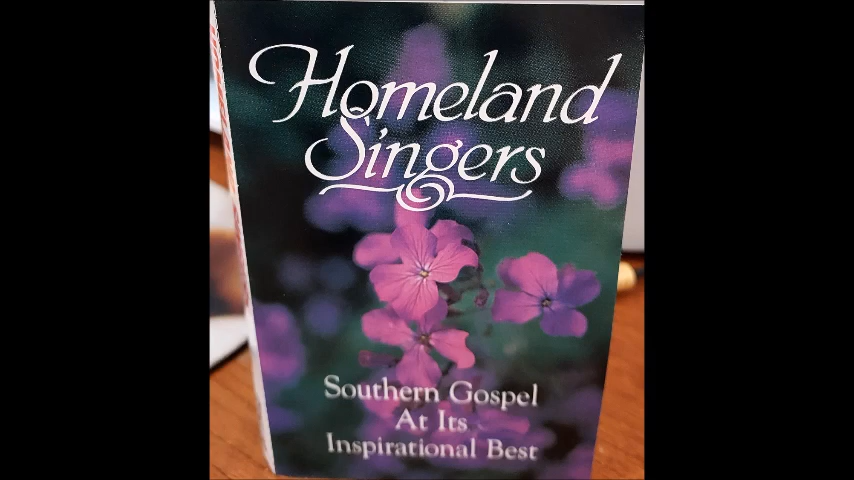 Homeland
Singers
Southern Gospel
At Its
Inspirational Best